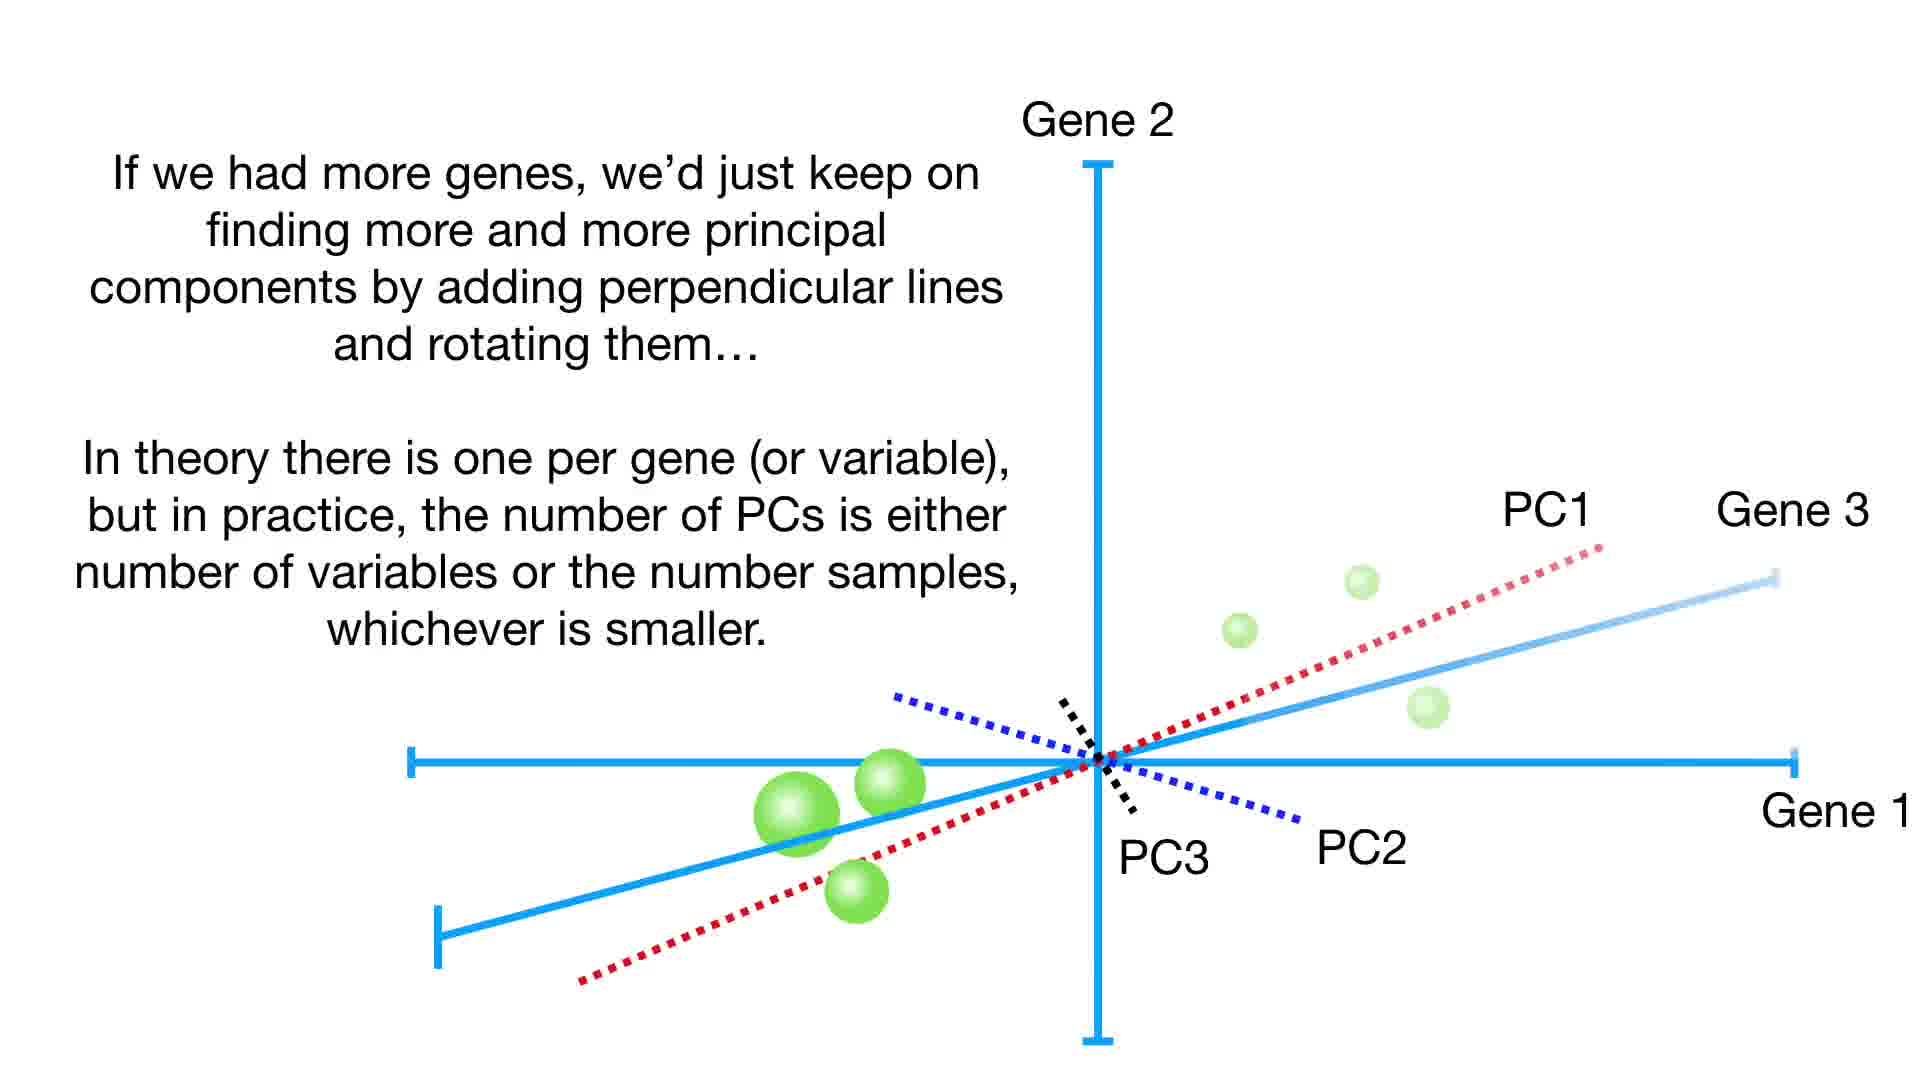 Gene 2
If we had more genes, we’d just keep on
finding more and more principal
components by adding perpendicular lines
and rotating them…
In theory there is one per gene (or variable),
but in practice, the number of PCs is either
number of variables or the number samples,
whichever is smaller.
PC1
Gene 3
Gene 1
PC2
PC3